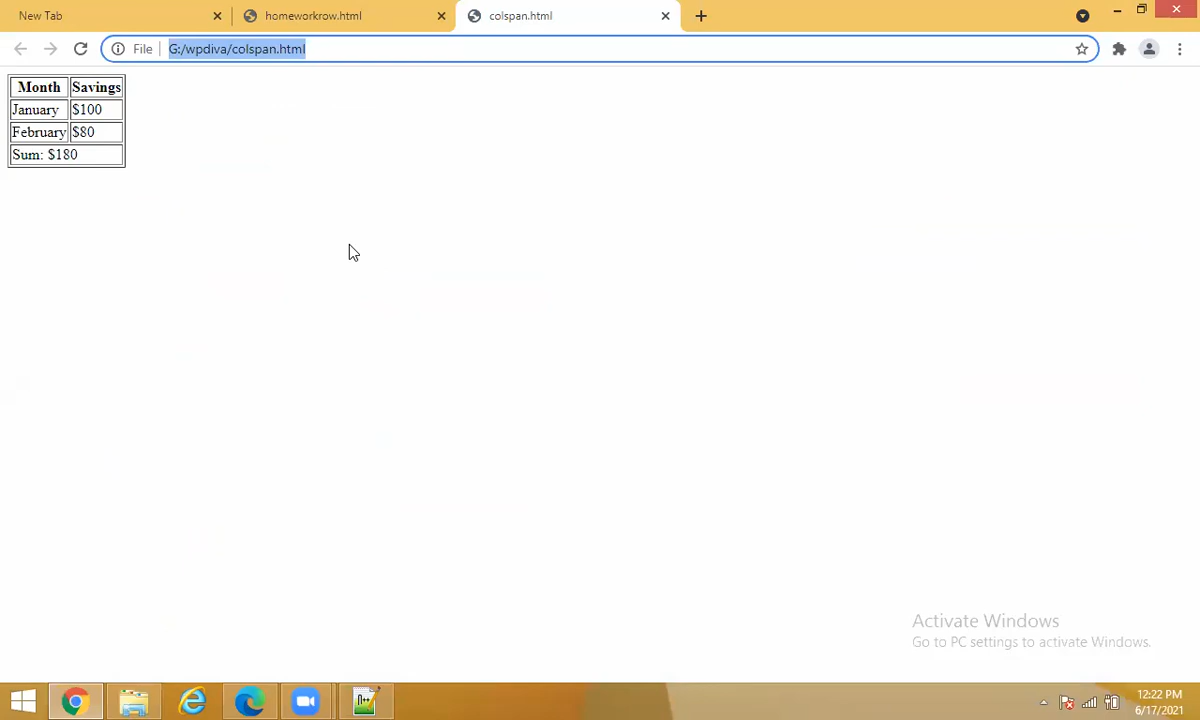 New Tab
homeworkrow.html
colspan.html
File
G:/wpdiva/colspan.html
Month Savings
January $100
February $80
Sum: $180
Activate Windows
Go to PC settings to activate Windows.
12:22 PM
6/17/2021